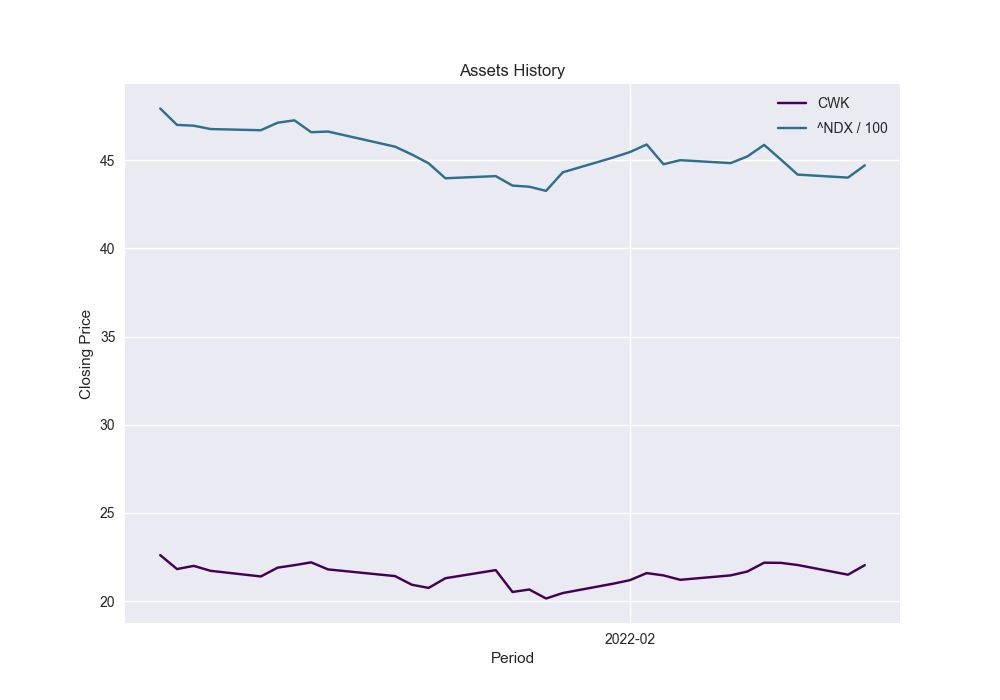 Assets History
CWK
^NDX / 100
45
40
35
30
25
20
Closing Price
2022-02
Period